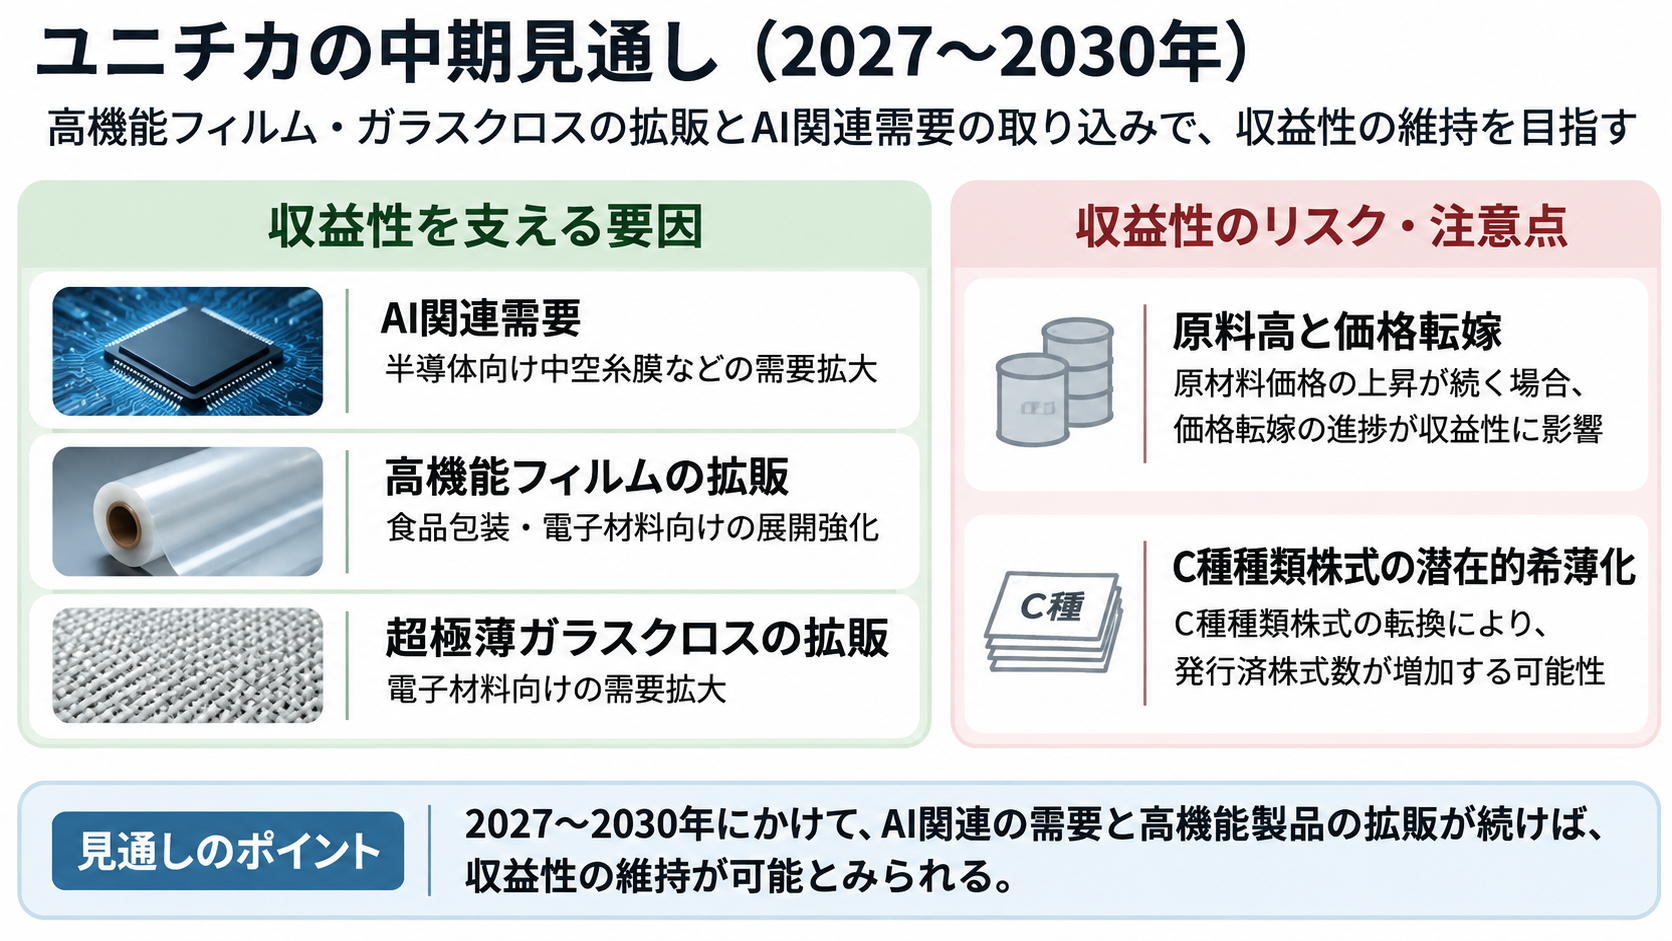 ユニチカの中期見通し（2027～2030年）
高機能フィルム・ガラスクロスの拡販とAI関連需要の取り込みで、収益性の維持を目指す
収益性を支える要因
AI関連需要
半導体向け中空糸膜などの需要拡大
高機能フィルムの拡販
食品包装・電子材料向けの展開強化
超極薄ガラスクロスの拡販
電子材料向けの需要拡大
収益性のリスク・注意点
原料高と価格転嫁
原材料価格の上昇が続く場合、
価格転嫁の進捗が収益性に影響
C種
C種種類株式の潜在的希薄化
C種種類株式の転換により、
発行済株式数が増加する可能性
見通しのポイント
2027～2030年にかけて、AI関連の需要と高機能製品の拡販が続けば、
収益性の維持が可能とみられる。